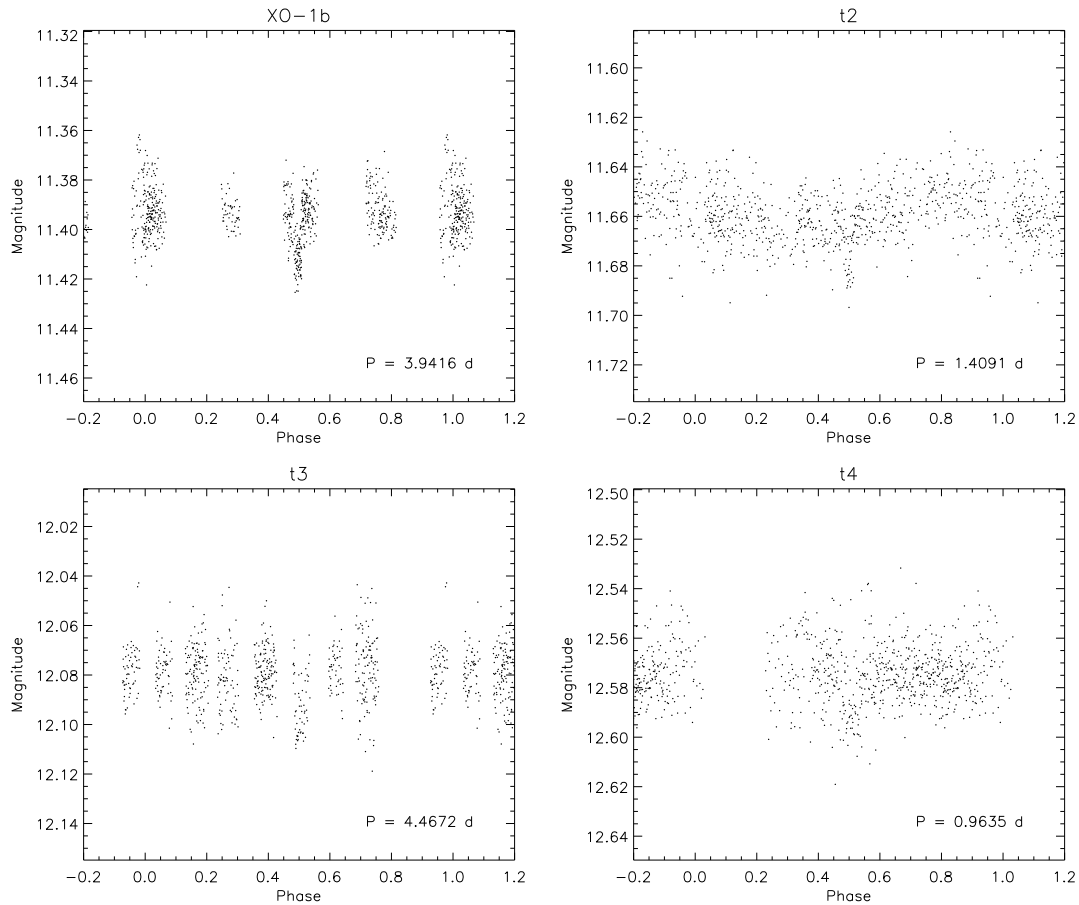 XO-1b
11.32
11.34
11.36
11.38
11.40
11.42
11.44
11.46
Magnitude
P = 3.9416 d
-0.2 0.0 0.2 0.4 0.6 0.8 1.0 1.2
Phase
t2
11.60
11.62
11.64
11.66
11.68
11.70
11.72
Magnitude
P = 1.4091 d
-0.2 0.0 0.2 0.4 0.6 0.8 1.0 1.2
Phase
t3
12.02
12.04
12.06
12.08
12.10
12.12
12.14
Magnitude
P = 4.4672 d
-0.2 0.0 0.2 0.4 0.6 0.8 1.0 1.2
Phase
t4
12.50
12.52
12.54
12.56
12.58
12.60
12.62
12.64
Magnitude
P = 0.9635 d
-0.2 0.0 0.2 0.4 0.6 0.8 1.0 1.2
Phase